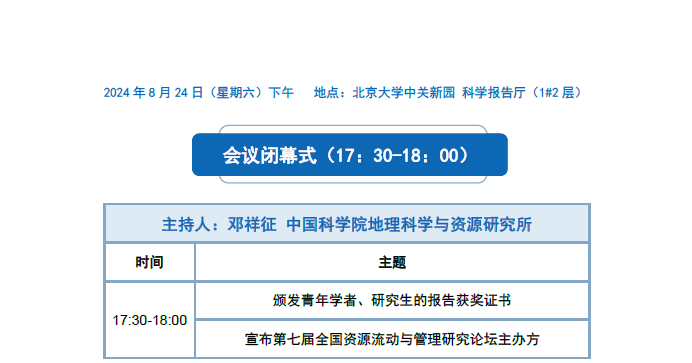 2024 年 8 月 24 日（星期六）下午 地点：北京大学中关新园 科学报告厅（1#2 层）
会议闭幕式（17：30-18：00）
主持人：邓祥征 中国科学院地理科学与资源研究所
时间 主题
17:30-18:00
颁发青年学者、研究生的报告获奖证书
宣布第七届全国资源流动与管理研究论坛主办方